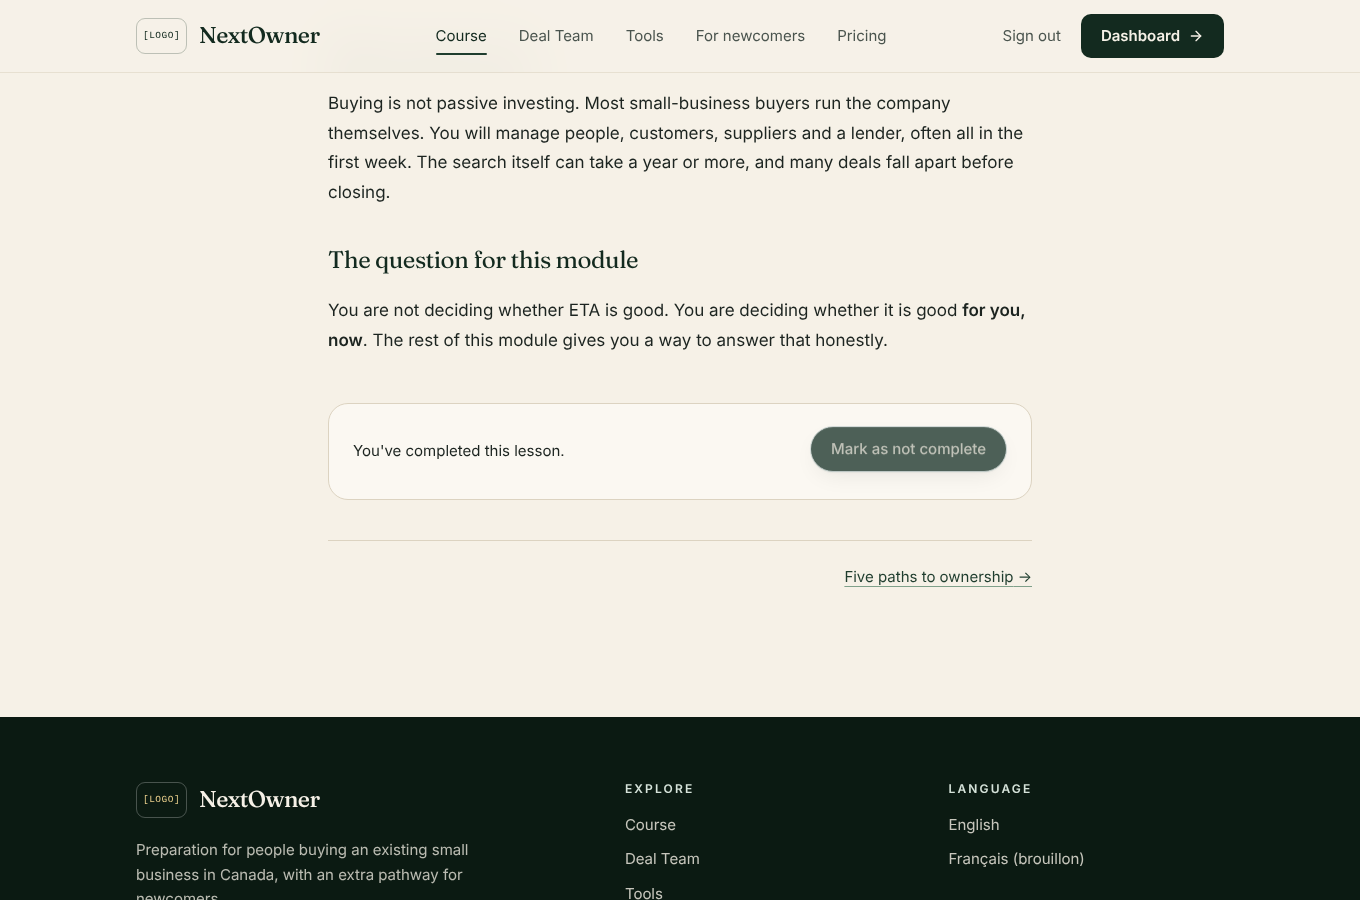 [LOGO] NextOwner Course Deal Team Tools For newcomers Pricing Sign out Dashboard →
Buying is not passive investing. Most small-business buyers run the company
themselves. You will manage people, customers, suppliers and a lender, often all in the
first week. The search itself can take a year or more, and many deals fall apart before
closing.
The question for this module
You are not deciding whether ETA is good. You are deciding whether it is good for you,
now. The rest of this module gives you a way to answer that honestly.
You've completed this lesson. Mark as not complete
Five paths to ownership →
[LOGO] NextOwner
Preparation for people buying an existing small
business in Canada, with an extra pathway for
newcomers.
EXPLORE
Course
Deal Team
Tools
LANGUAGE
English
Français (brouillon)